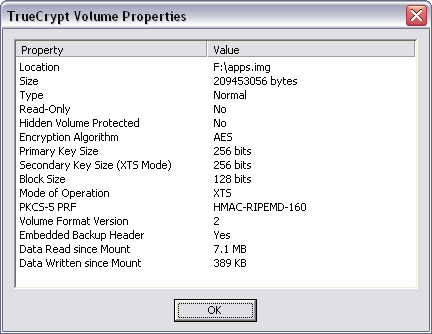 TrueCrypt Volume Properties
Property Value
Location F:\apps.img
Size 209453056 bytes
Type Normal
Read-Only No
Hidden Volume Protected No
Encryption Algorithm AES
Primary Key Size 256 bits
Secondary Key Size (XTS Mode) 256 bits
Block Size 128 bits
Mode of Operation XTS
PKCS-5 PRF HMAC-RIPEMD-160
Volume Format Version 2
Embedded Backup Header Yes
Data Read since Mount 7.1 MB
Data Written since Mount 389 KB
OK